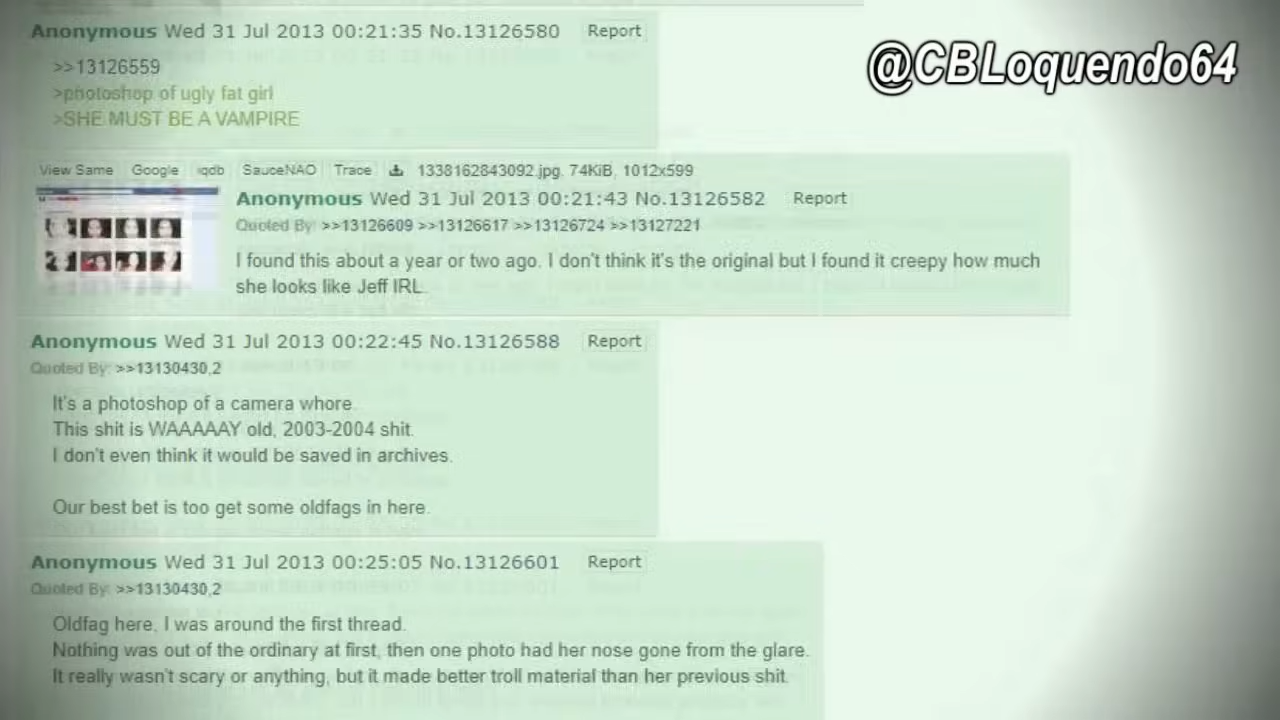 Anonymous Wed 31 Jul 2013 00:21:35 No.13126580 Report
@CBLoquendo64
>>13126559
>photoshop of ugly fat girl
>SHE MUST BE A VAMPIRE
View Same Google iqdb SauceNAO Trace 1338162843092.jpg, 74KiB, 1012x599
Anonymous Wed 31 Jul 2013 00:21:43 No.13126582 Report
Quoted By: >>13126609 >>13126617 >>13126724 >>13127221
I found this about a year or two ago. I don't think it's the original but I found it creepy how much
she looks like Jeff IRL.
Anonymous Wed 31 Jul 2013 00:22:45 No.13126588 Report
Quoted By: >>13130430,2
It's a photoshop of a camera whore.
This shit is WAAAAAY old, 2003-2004 shit.
I don't even think it would be saved in archives.
Our best bet is too get some oldfags in here.
Anonymous Wed 31 Jul 2013 00:25:05 No.13126601 Report
Quoted By: >>13130430,2
Oldfag here, I was around the first thread.
Nothing was out of the ordinary at first, then one photo had her nose gone from the glare.
It really wasn't scary or anything, but it made better troll material than her previous shit.